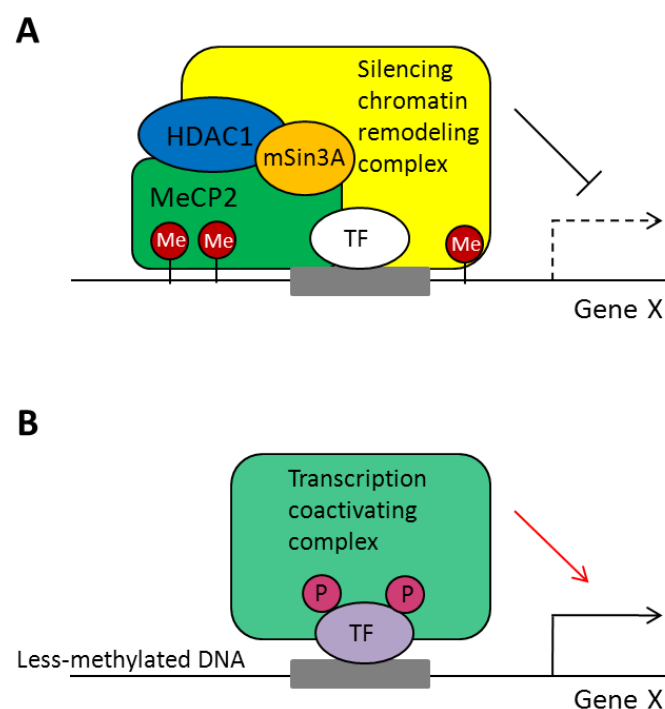 A
Silencing
chromatin
remodeling
complex
HDAC1
mSin3A
MeCP2
Me
Me
TF
Me
Gene X
B
Transcription
coactivating
complex
P
P
TF
Less-methylated DNA
Gene X